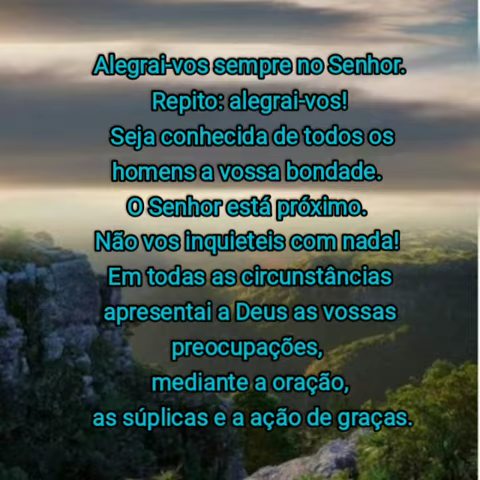 Alegrai-vos sempre no Senhor.
Repito: alegrai-vos!
Seja conhecida de todos os
homens a vossa bondade.
O Senhor está próximo.
Não vos inquieteis com nada!
Em todas as circunstâncias
apresentai a Deus as vossas
preocupações,
mediante a oração,
as súplicas e a ação de graças.